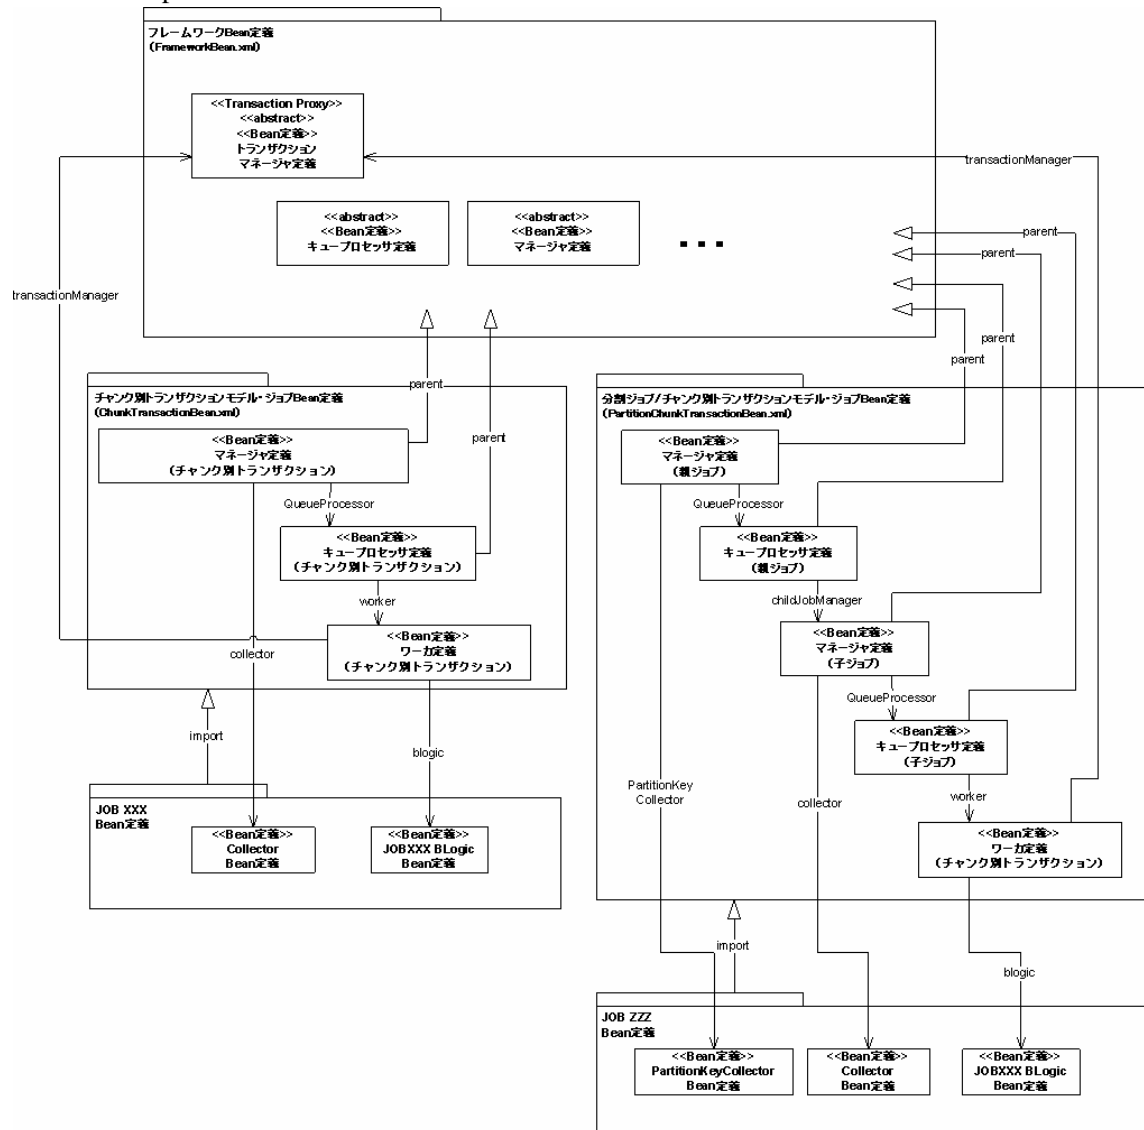 フレームワークBean定義
(FrameworkBean.xml)
<<Transaction Proxy>>
<<abstract>>
<<Bean定義>>
トランザクション
マネージャ定義
transactionManager
<<abstract>>
<<Bean定義>>
キュープロセッサ定義
<<abstract>>
<<Bean定義>>
マネージャ定義
...
parent
parent
parent
parent
transactionManager
parent
parent
チャンク別トランザクションモデル・ジョブBean定義
(ChunkTransactionBean.xml)
<<Bean定義>>
マネージャ定義
(チャンク別トランザクション)
QueueProcessor
<<Bean定義>>
キュープロセッサ定義
(チャンク別トランザクション)
worker
<<Bean定義>>
ワーカ定義
(チャンク別トランザクション)
collector
import
blogic
JOB XXX
Bean定義
<<Bean定義>>
Collector
Bean定義
<<Bean定義>>
JOBXXX BLogic
Bean定義
分割ジョブ/チャンク別トランザクションモデル・ジョブBean定義
(PartitionChunkTransactionBean.xml)
<<Bean定義>>
マネージャ定義
(親ジョブ)
QueueProcessor
<<Bean定義>>
キュープロセッサ定義
(親ジョブ)
childJobManager
<<Bean定義>>
マネージャ定義
(子ジョブ)
QueueProcessor
<<Bean定義>>
キュープロセッサ定義
(子ジョブ)
PartitionKey
Collector
collector
worker
<<Bean定義>>
ワーカ定義
(チャンク別トランザクション)
import
blogic
JOB ZZZ
Bean定義
<<Bean定義>>
PartitionKeyCollector
Bean定義
<<Bean定義>>
Collector
Bean定義
<<Bean定義>>
JOBXXX BLogic
Bean定義